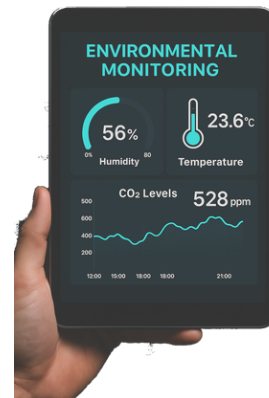 ENVIRONMENTAL
MONITORING
56%
0% 80
Humidity
23.6°c
Temperature
CO₂ Levels 528 ppm
500
600
400
200
12:00 15:00 18:00 18:00 21:00